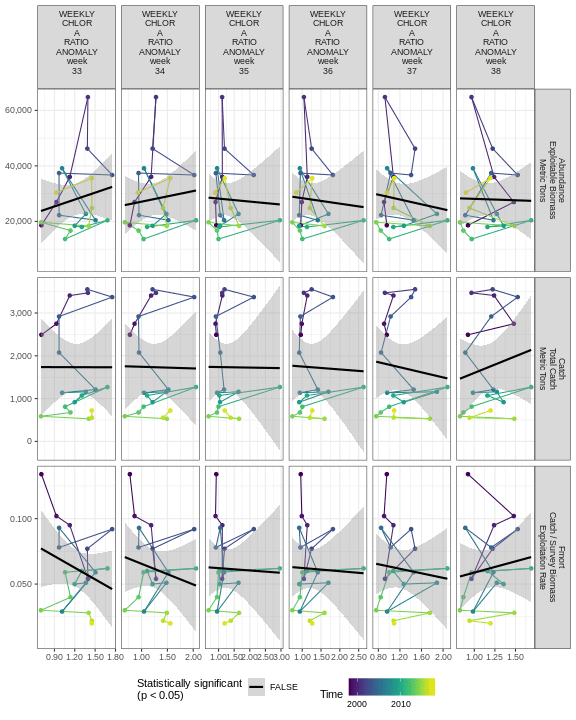 WEEKLY
CHLOR
A
RATIO
ANOMALY
week
33
WEEKLY
CHLOR
A
RATIO
ANOMALY
week
34
WEEKLY
CHLOR
A
RATIO
ANOMALY
week
35
WEEKLY
CHLOR
A
RATIO
ANOMALY
week
36
WEEKLY
CHLOR
A
RATIO
ANOMALY
week
37
WEEKLY
CHLOR
A
RATIO
ANOMALY
week
38
60,000
40,000
20,000
Abundance
Exploitable Biomass
Metric Tons
3,000
2,000
1,000
0
Catch
Total Catch
Metric Tons
0.100
0.050
Fmort
Catch / Survey Biomass
Exploitation Rate
0.90 1.20 1.50 1.80
1.00 1.50 2.00
1.00 1.50 2.00 2.50 3.00
1.00 1.50 2.00 2.50
0.80 1.20 1.60 2.00
1.00 1.25 1.50
Statistically significant
(p < 0.05)
FALSE
Time
2000 2010